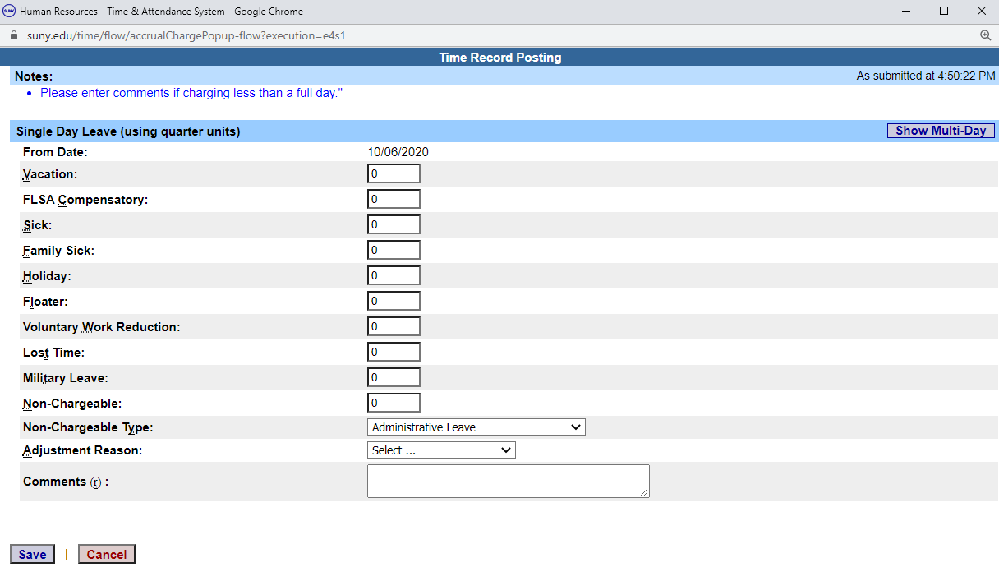 SUNY Human Resources - Time & Attendance System - Google Chrome
suny.edu/time/flow/accrualChargePopup-flow?execution=e4s1
Time Record Posting
Notes: As submitted at 4:50:22 PM
• Please enter comments if charging less than a full day."
Single Day Leave (using quarter units) Show Multi-Day
From Date: 10/06/2020
Vacation: 0
FLSA Compensatory: 0
Sick: 0
Family Sick: 0
Holiday: 0
Floater: 0
Voluntary Work Reduction: 0
Lost Time: 0
Military Leave: 0
Non-Chargeable: 0
Non-Chargeable Type: Administrative Leave
Adjustment Reason: Select ...
Comments (r) :
Save | Cancel